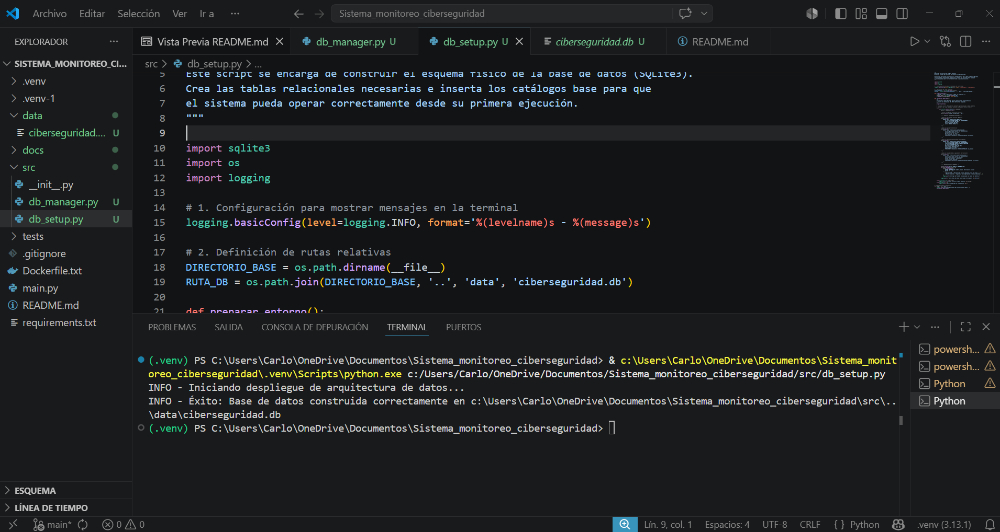 Archivo Editar Selección Ver Ir a ···
Sistema_monitoreo_ciberseguridad
EXPLORADOR ···
Vista Previa README.md
db_manager.py U
db_setup.py U
ciberseguridad.db U
README.md
SISTEMA_MONITOREO_CI...
.venv
.venv-1
data
ciberseguridad.... U
docs
src
__init__.py
db_manager.py U
db_setup.py U
tests
.gitignore
Dockerfile.txt
main.py
README.md
requirements.txt
ESQUEMA
LÍNEA DE TIEMPO
src > db_setup.py > ...
5 Este script se encarga de construir el esquema físico de la base de datos (SQLite3).
6 Crea las tablas relacionales necesarias e inserta los catálogos base para que
7 el sistema pueda operar correctamente desde su primera ejecución.
8 """
9
10 import sqlite3
11 import os
12 import logging
13
14 # 1. Configuración para mostrar mensajes en la terminal
15 logging.basicConfig(level=logging.INFO, format='%(levelname)s - %(message)s')
16
17 # 2. Definición de rutas relativas
18 DIRECTORIO_BASE = os.path.dirname(__file__)
19 RUTA_DB = os.path.join(DIRECTORIO_BASE, '..', 'data', 'ciberseguridad.db')
20
21 def preparar_entorno():
PROBLEMAS SALIDA CONSOLA DE DEPURACIÓN TERMINAL PUERTOS
(.venv) PS C:\Users\Carlo\OneDrive\Documentos\Sistema_monitoreo_ciberseguridad> & c:\Users\Carlo\OneDrive\Documentos\Sistema_monit
oreo_ciberseguridad\.venv\Scripts\python.exe c:/Users/Carlo/OneDrive/Documentos/Sistema_monitoreo_ciberseguridad/src/db_setup.py
INFO - Iniciando despliegue de arquitectura de datos...
INFO - Éxito: Base de datos construida correctamente en c:\Users\Carlo\OneDrive\Documentos\Sistema_monitoreo_ciberseguridad\src\..
\data\ciberseguridad.db
(.venv) PS C:\Users\Carlo\OneDrive\Documentos\Sistema_monitoreo_ciberseguridad>
powersh...
powersh...
Python
Python
main* 0 0
Lín. 9, col. 1 Espacios: 4 UTF-8 CRLF { } Python .venv (3.13.1)